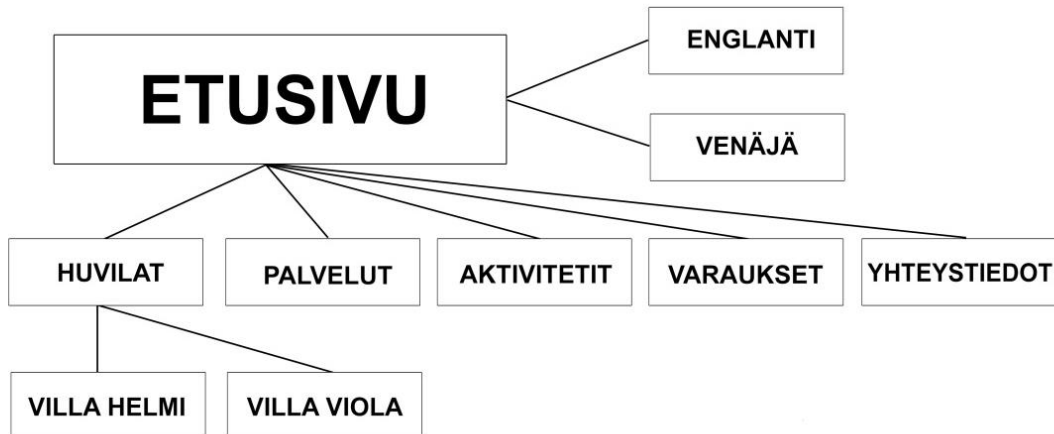 ENGLANTI
ETUSIVU
VENÄJÄ
HUVILAT
PALVELUT
AKTIVITETIT
VARAUKSET
YHTEYSTIEDOT
VILLA HELMI
VILLA VIOLA